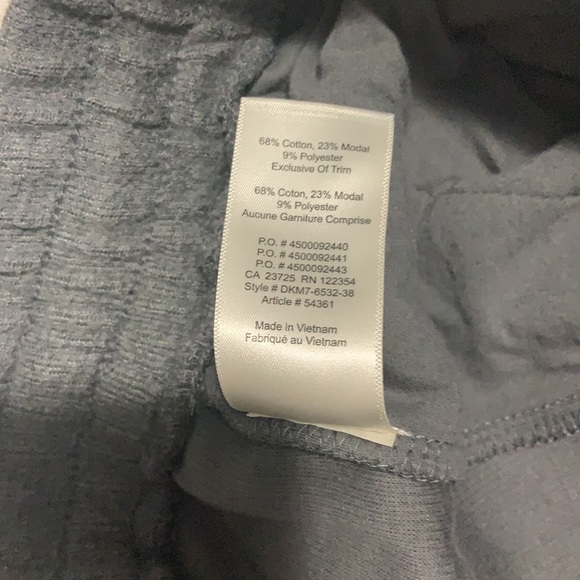 68% Cotton, 23% Modal
9% Polyester
Exclusive Of Trim
68% Coton, 23% Modal
9% Polyester
Aucune Garniture Comprise
P.O. # 4500092440
P.O. # 4500092441
P.O. # 4500092443
CA 23725 RN 122354
Style # DKM7-6532-38
Article # 54361
Made in Vietnam
Fabriqué au Vietnam